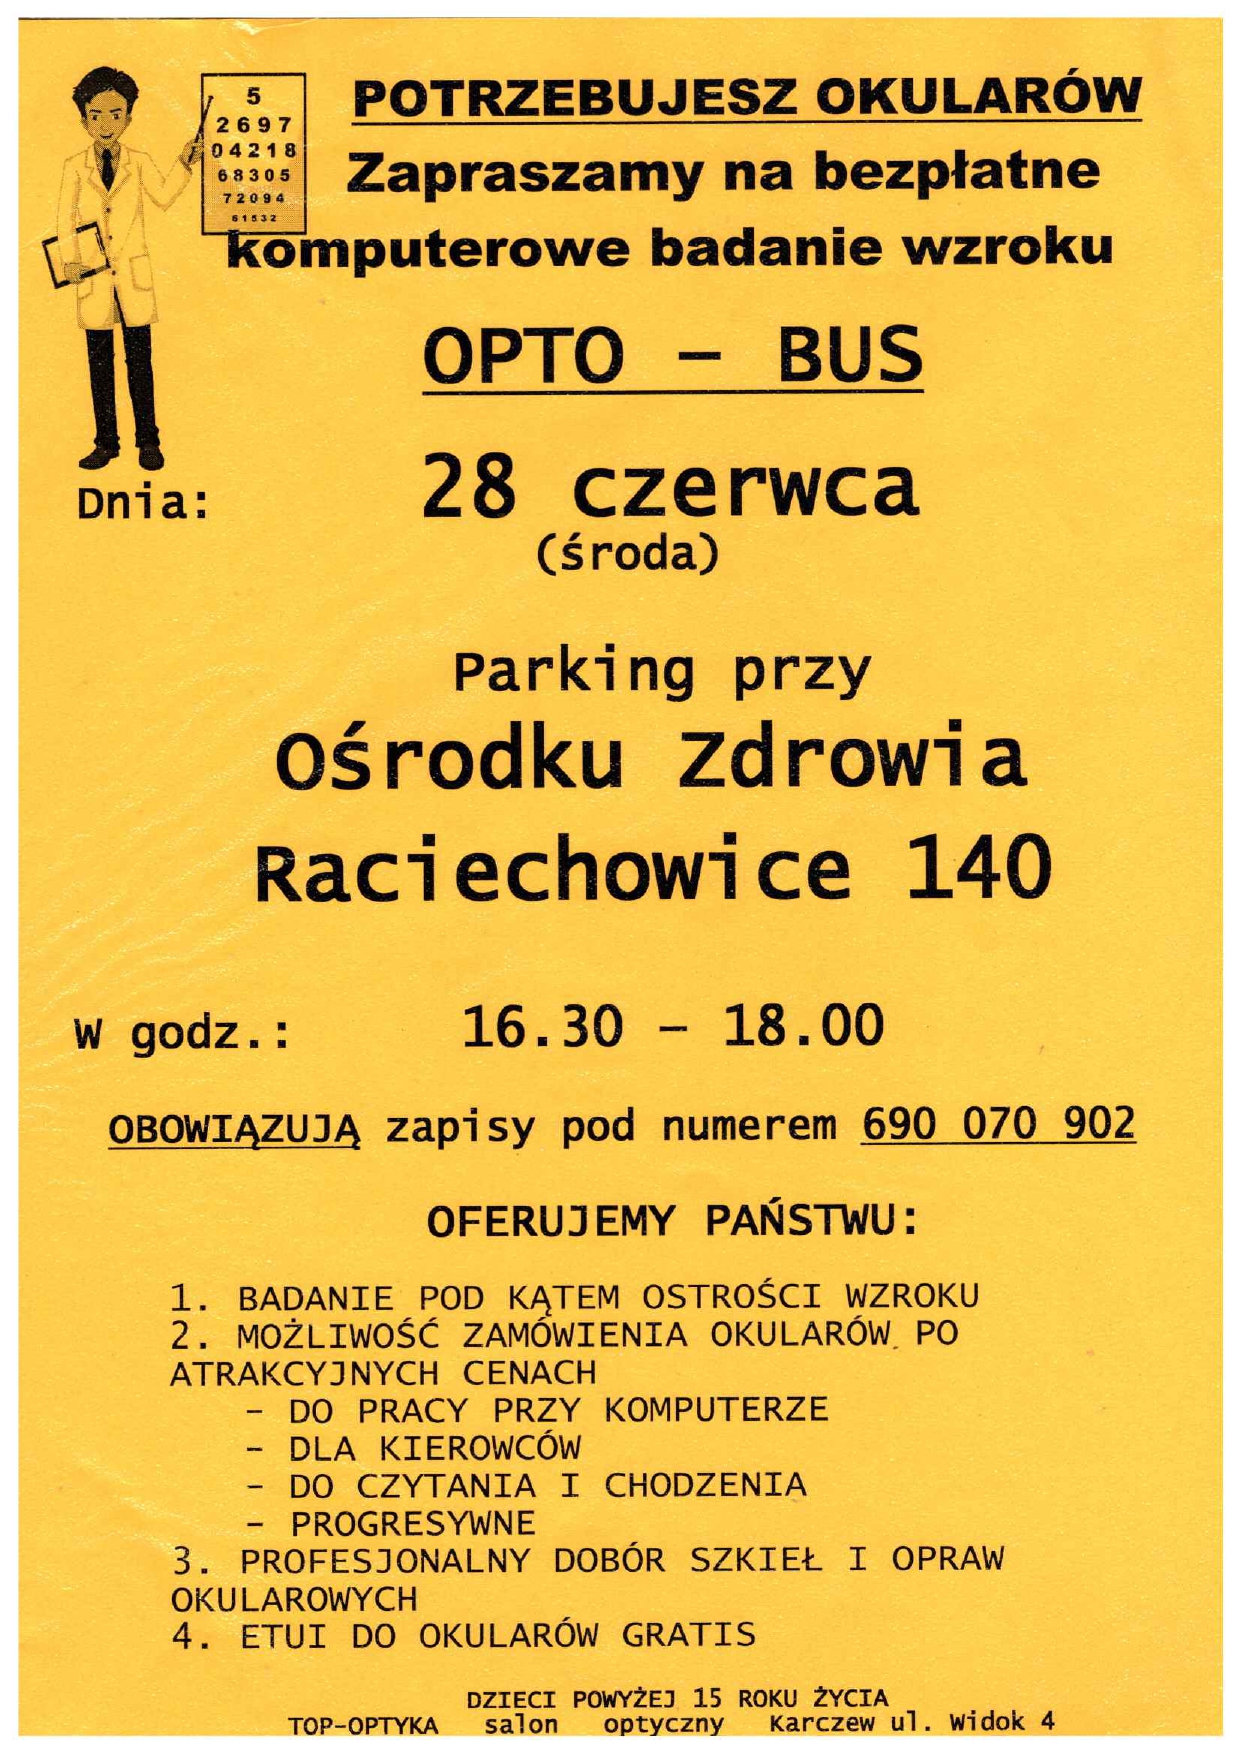 5
2697
04218
68305
72094
61532
POTRZEBUJESZ OKULARÓW
Zapraszamy na bezpłatne
komputerowe badanie wzroku
OPTO – BUS
Dnia: 28 czerwca
(środa)
Parking przy
Ośrodku Zdrowia
Raciechowice 140
W godz.: 16.30 – 18.00
OBOWIĄZUJĄ zapisy pod numerem 690 070 902
OFERUJEMY PAŃSTWU:
1. BADANIE POD KĄTEM OSTROŚCI WZROKU
2. MOŻLIWOŚĆ ZAMÓWIENIA OKULARÓW PO
ATRAKCYJNYCH CENACH
– DO PRACY PRZY KOMPUTERZE
– DLA KIEROWCÓW
– DO CZYTANIA I CHODZENIA
– PROGRESYWNE
3. PROFESJONALNY DOBÓR SZKIEŁ I OPRAW
OKULAROWYCH
4. ETUI DO OKULARÓW GRATIS
DZIECI POWYŻEJ 15 ROKU ŻYCIA
TOP-OPTYKA salon optyczny Karczew ul. Widok 4